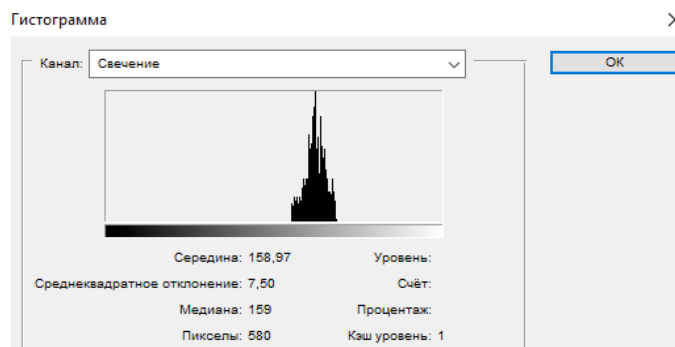 Гистограмма
Канал: Свечение
OK
Середина: 158,97 Уровень:
Среднеквадратное отклонение: 7,50 Счёт:
Медиана: 159 Процентаж:
Пикселы: 580 Кэш уровень: 1